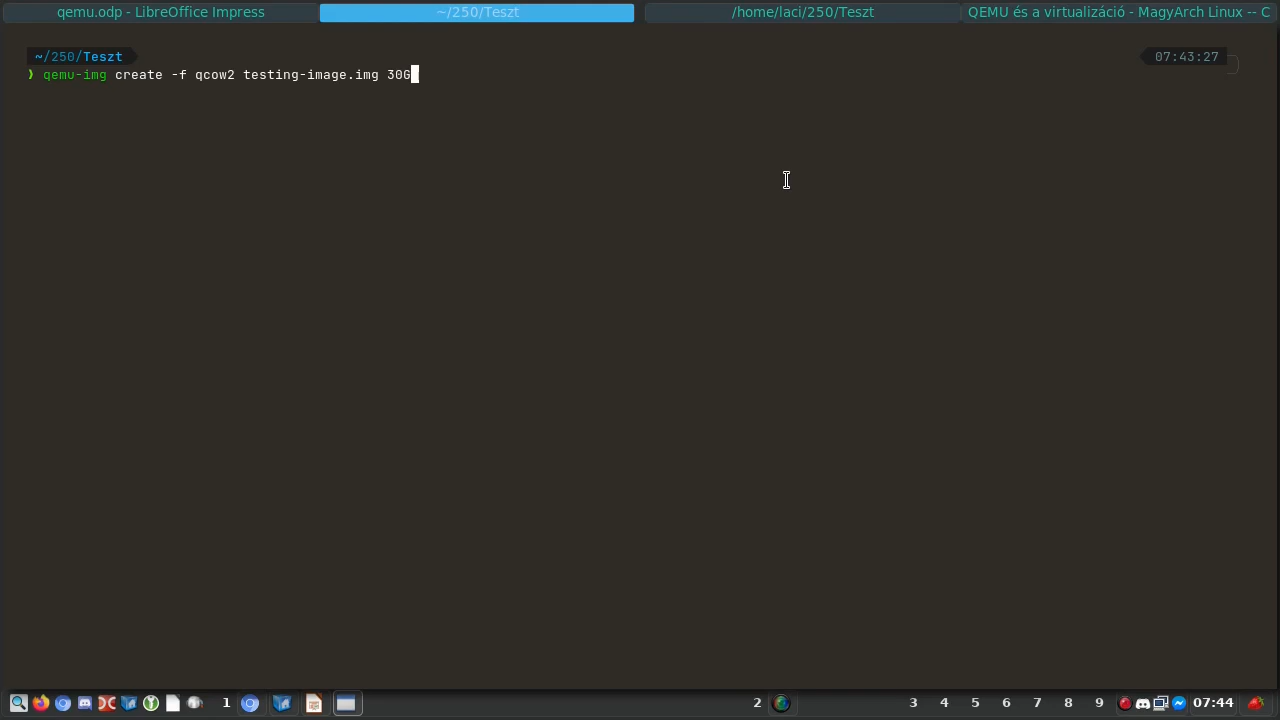 qemu.odp - LibreOffice Impress
~/250/Teszt
/home/laci/250/Teszt
QEMU és a virtualizáció - MagyArch Linux -- C
~/250/Teszt
07:43:27
❯ qemu-img create -f qcow2 testing-image.img 30G
1
2
3
4
5
6
7
8
9
07:44